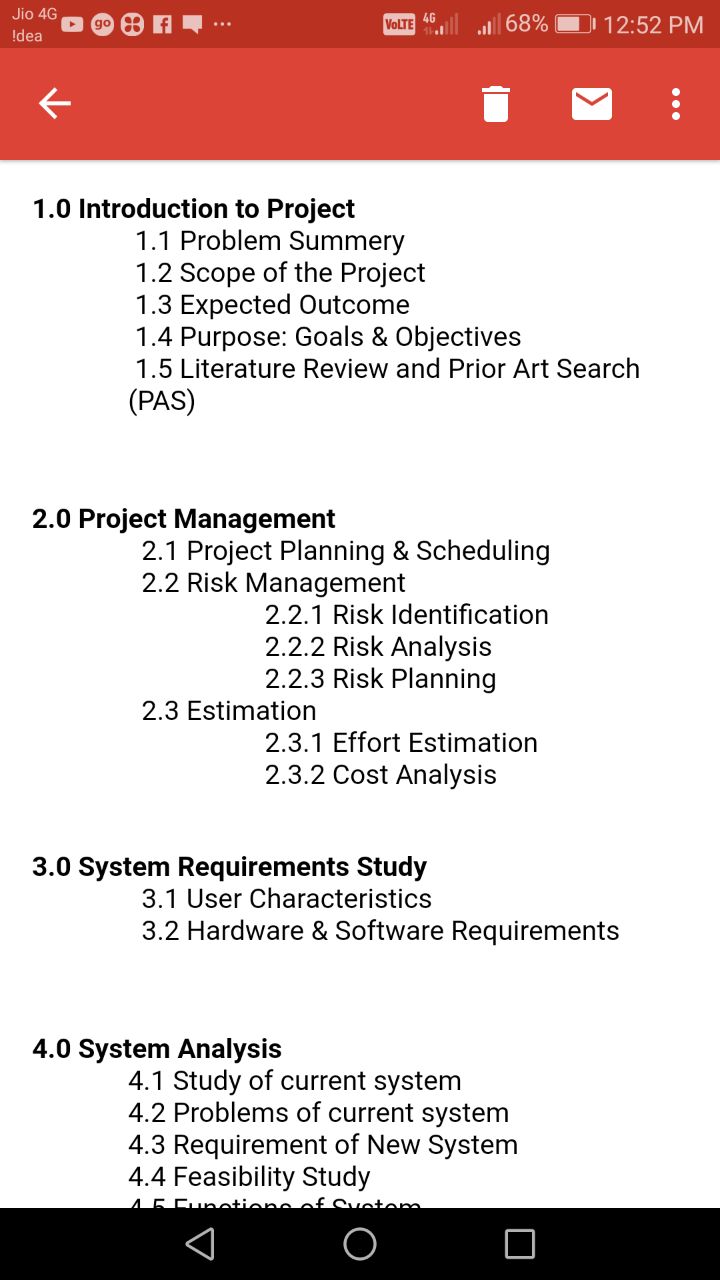 Jio 4G
!dea
go
VoLTE
4G
68%
12:52 PM
1.0 Introduction to Project
1.1 Problem Summery
1.2 Scope of the Project
1.3 Expected Outcome
1.4 Purpose: Goals & Objectives
1.5 Literature Review and Prior Art Search
(PAS)
2.0 Project Management
2.1 Project Planning & Scheduling
2.2 Risk Management
2.2.1 Risk Identification
2.2.2 Risk Analysis
2.2.3 Risk Planning
2.3 Estimation
2.3.1 Effort Estimation
2.3.2 Cost Analysis
3.0 System Requirements Study
3.1 User Characteristics
3.2 Hardware & Software Requirements
4.0 System Analysis
4.1 Study of current system
4.2 Problems of current system
4.3 Requirement of New System
4.4 Feasibility Study
4.5 Functions of System